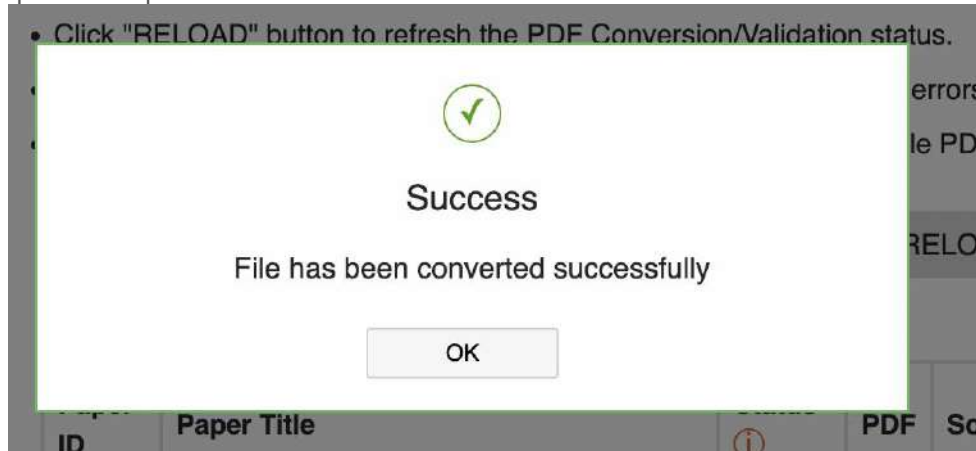 • Click "RELOAD" button to refresh the PDF Conversion/Validation status.
errors
le PD
Success
RELO
File has been converted successfully
OK
Paper Title
PDF
ID